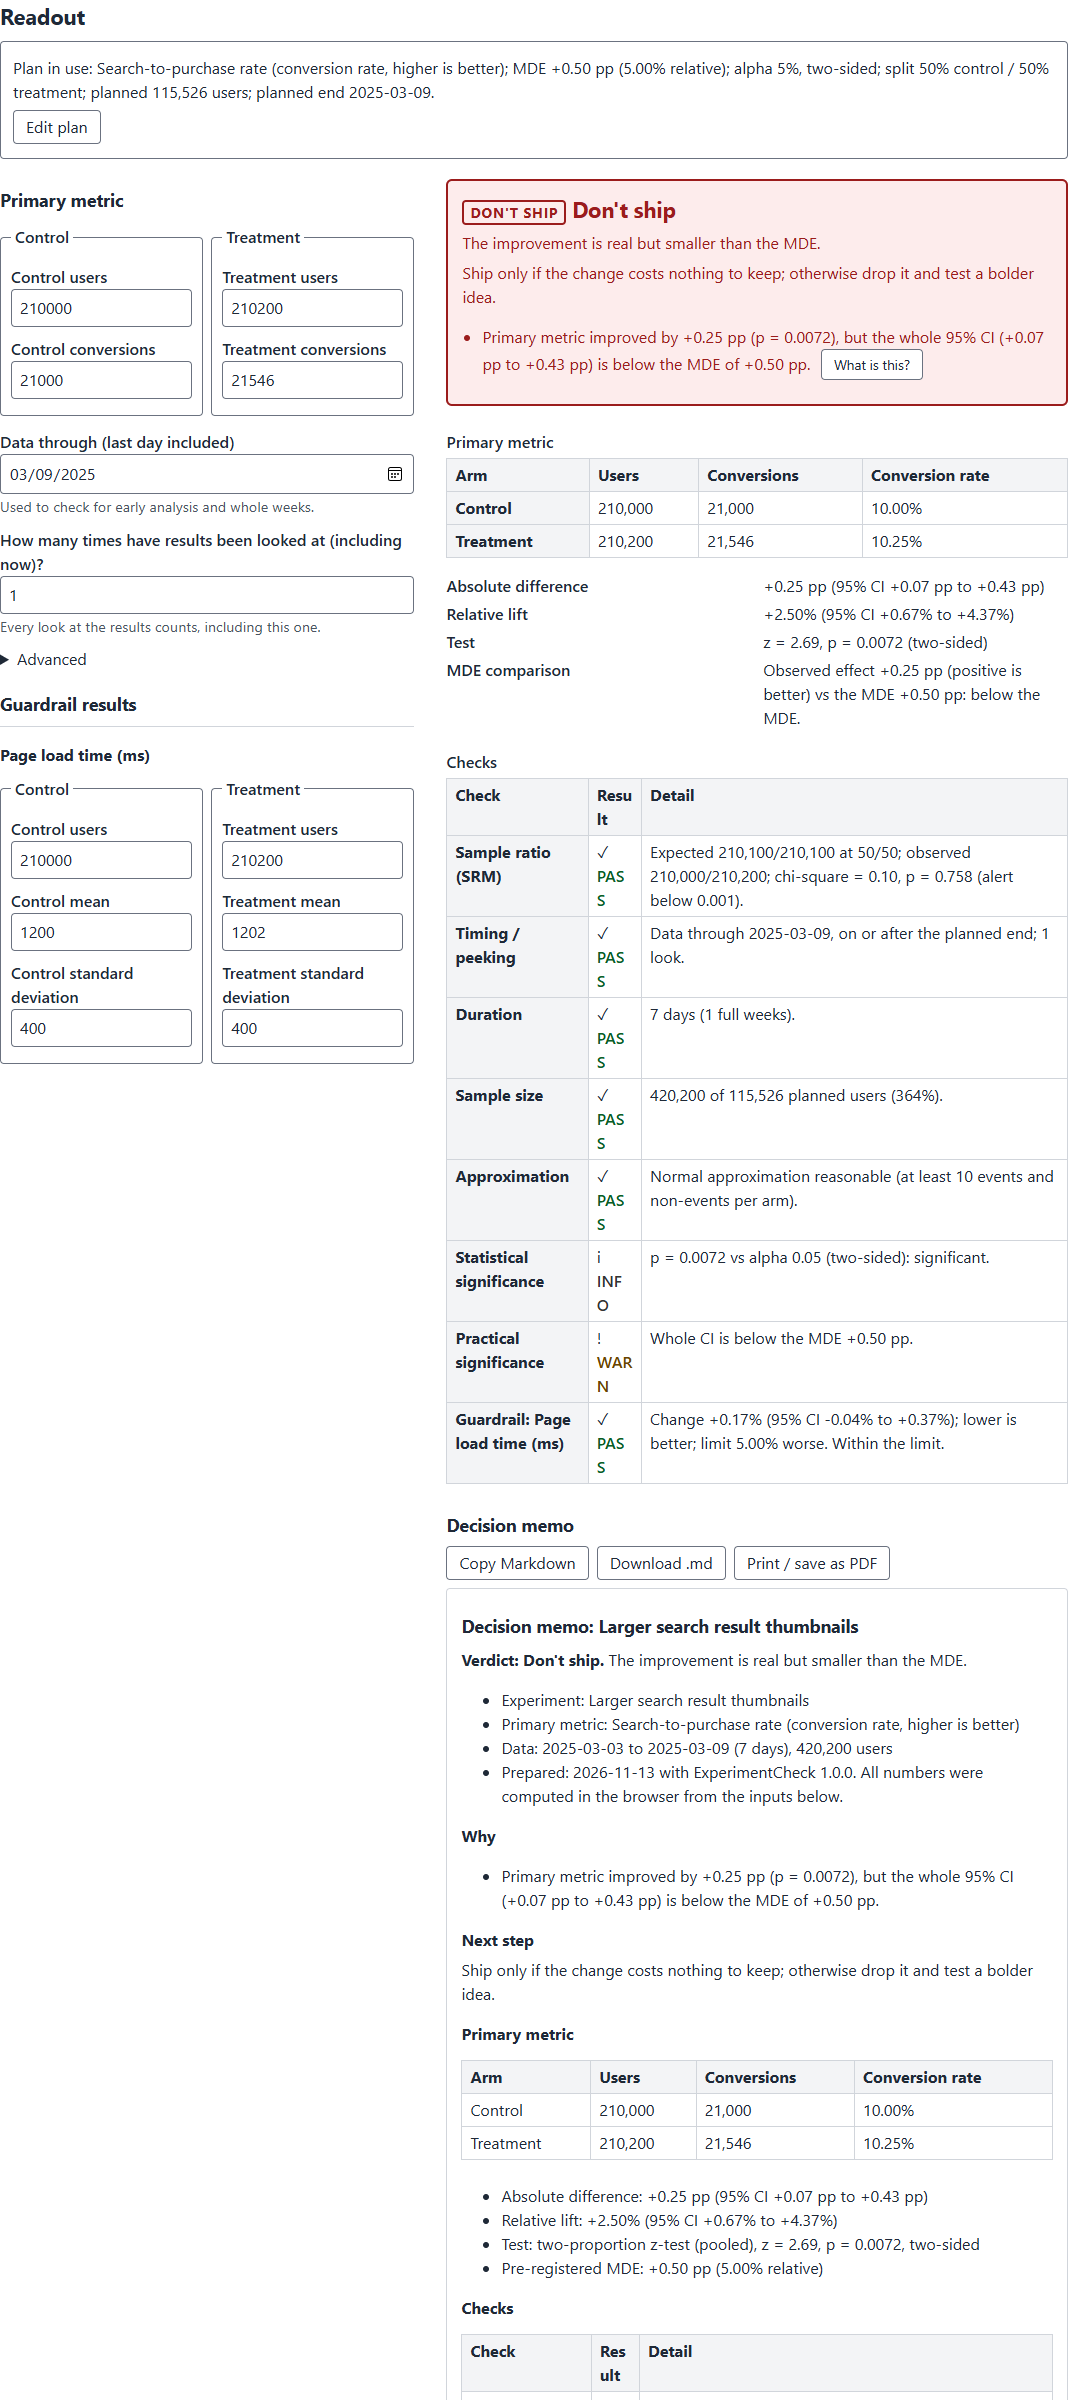 Readout
Plan in use: Search-to-purchase rate (conversion rate, higher is better); MDE +0.50 pp (5.00% relative); alpha 5%, two-sided; split 50% control / 50%
treatment; planned 115,526 users; planned end 2025-03-09.
Edit plan
Primary metric
Control
Control users
210000
Control conversions
21000
Treatment
Treatment users
210200
Treatment conversions
21546
Data through (last day included)
03/09/2025
Used to check for early analysis and whole weeks.
How many times have results been looked at (including
now)?
1
Every look at the results counts, including this one.
Advanced
Guardrail results
Page load time (ms)
Control
Control users
210000
Control mean
1200
Control standard
deviation
400
Treatment
Treatment users
210200
Treatment mean
1202
Treatment standard
deviation
400
DON'T SHIP Don't ship
The improvement is real but smaller than the MDE.
Ship only if the change costs nothing to keep; otherwise drop it and test a bolder
idea.
• Primary metric improved by +0.25 pp (p = 0.0072), but the whole 95% CI (+0.07
pp to +0.43 pp) is below the MDE of +0.50 pp. What is this?
Primary metric
Arm Users Conversions Conversion rate
Control 210,000 21,000 10.00%
Treatment 210,200 21,546 10.25%
Absolute difference +0.25 pp (95% CI +0.07 pp to +0.43 pp)
Relative lift +2.50% (95% CI +0.67% to +4.37%)
Test z = 2.69, p = 0.0072 (two-sided)
MDE comparison Observed effect +0.25 pp (positive is
better) vs the MDE +0.50 pp: below the
MDE.
Checks
Check Resu Detail
lt
Sample ratio ✓ Expected 210,100/210,100 at 50/50; observed
(SRM) PAS 210,000/210,200; chi-square = 0.10, p = 0.758 (alert
S below 0.001).
Timing / ✓ Data through 2025-03-09, on or after the planned end; 1
peeking PAS look.
S
Duration ✓ 7 days (1 full weeks).
PAS
S
Sample size ✓ 420,200 of 115,526 planned users (364%).
PAS
S
Approximation ✓ Normal approximation reasonable (at least 10 events and
PAS non-events per arm).
S
Statistical i p = 0.0072 vs alpha 0.05 (two-sided): significant.
significance INF
O
Practical ! Whole CI is below the MDE +0.50 pp.
significance WAR
N
Guardrail: Page ✓ Change +0.17% (95% CI -0.04% to +0.37%); lower is
load time (ms) PAS better; limit 5.00% worse. Within the limit.
S
Decision memo
Copy Markdown Download .md Print / save as PDF
Decision memo: Larger search result thumbnails
Verdict: Don't ship. The improvement is real but smaller than the MDE.
• Experiment: Larger search result thumbnails
• Primary metric: Search-to-purchase rate (conversion rate, higher is better)
• Data: 2025-03-03 to 2025-03-09 (7 days), 420,200 users
• Prepared: 2026-11-13 with ExperimentCheck 1.0.0. All numbers were
computed in the browser from the inputs below.
Why
• Primary metric improved by +0.25 pp (p = 0.0072), but the whole 95% CI
(+0.07 pp to +0.43 pp) is below the MDE of +0.50 pp.
Next step
Ship only if the change costs nothing to keep; otherwise drop it and test a bolder
idea.
Primary metric
Arm Users Conversions Conversion rate
Control 210,000 21,000 10.00%
Treatment 210,200 21,546 10.25%
• Absolute difference: +0.25 pp (95% CI +0.07 pp to +0.43 pp)
• Relative lift: +2.50% (95% CI +0.67% to +4.37%)
• Test: two-proportion z-test (pooled), z = 2.69, p = 0.0072, two-sided
• Pre-registered MDE: +0.50 pp (5.00% relative)
Checks
Check Res Detail
ult